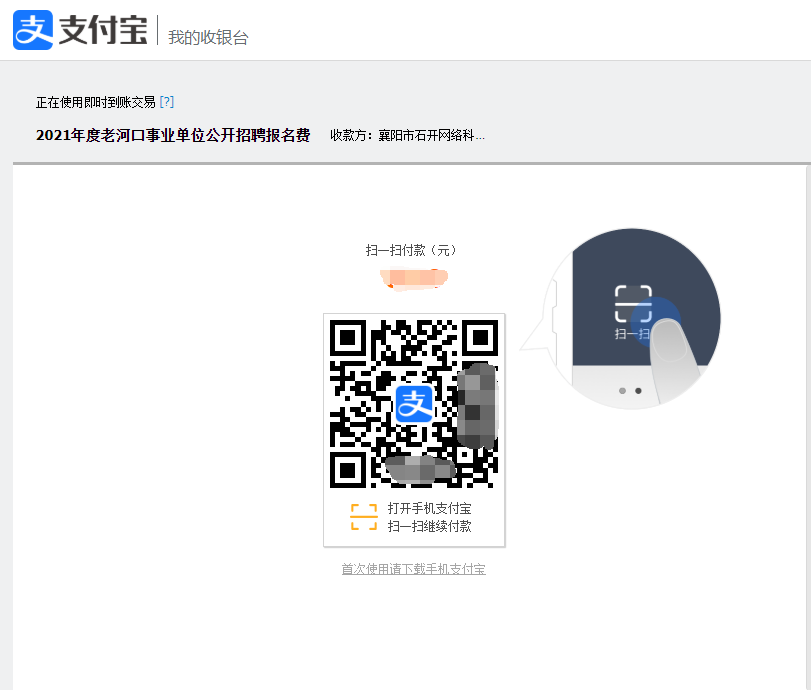 支付宝 我的收银台
正在使用即时到账交易 [?]
2021年度老河口事业单位公开招聘报名费 收款方：襄阳市石开网络科...
扫一扫付款（元）
支
扫一扫
打开手机支付宝
扫一扫继续付款
首次使用请下载手机支付宝